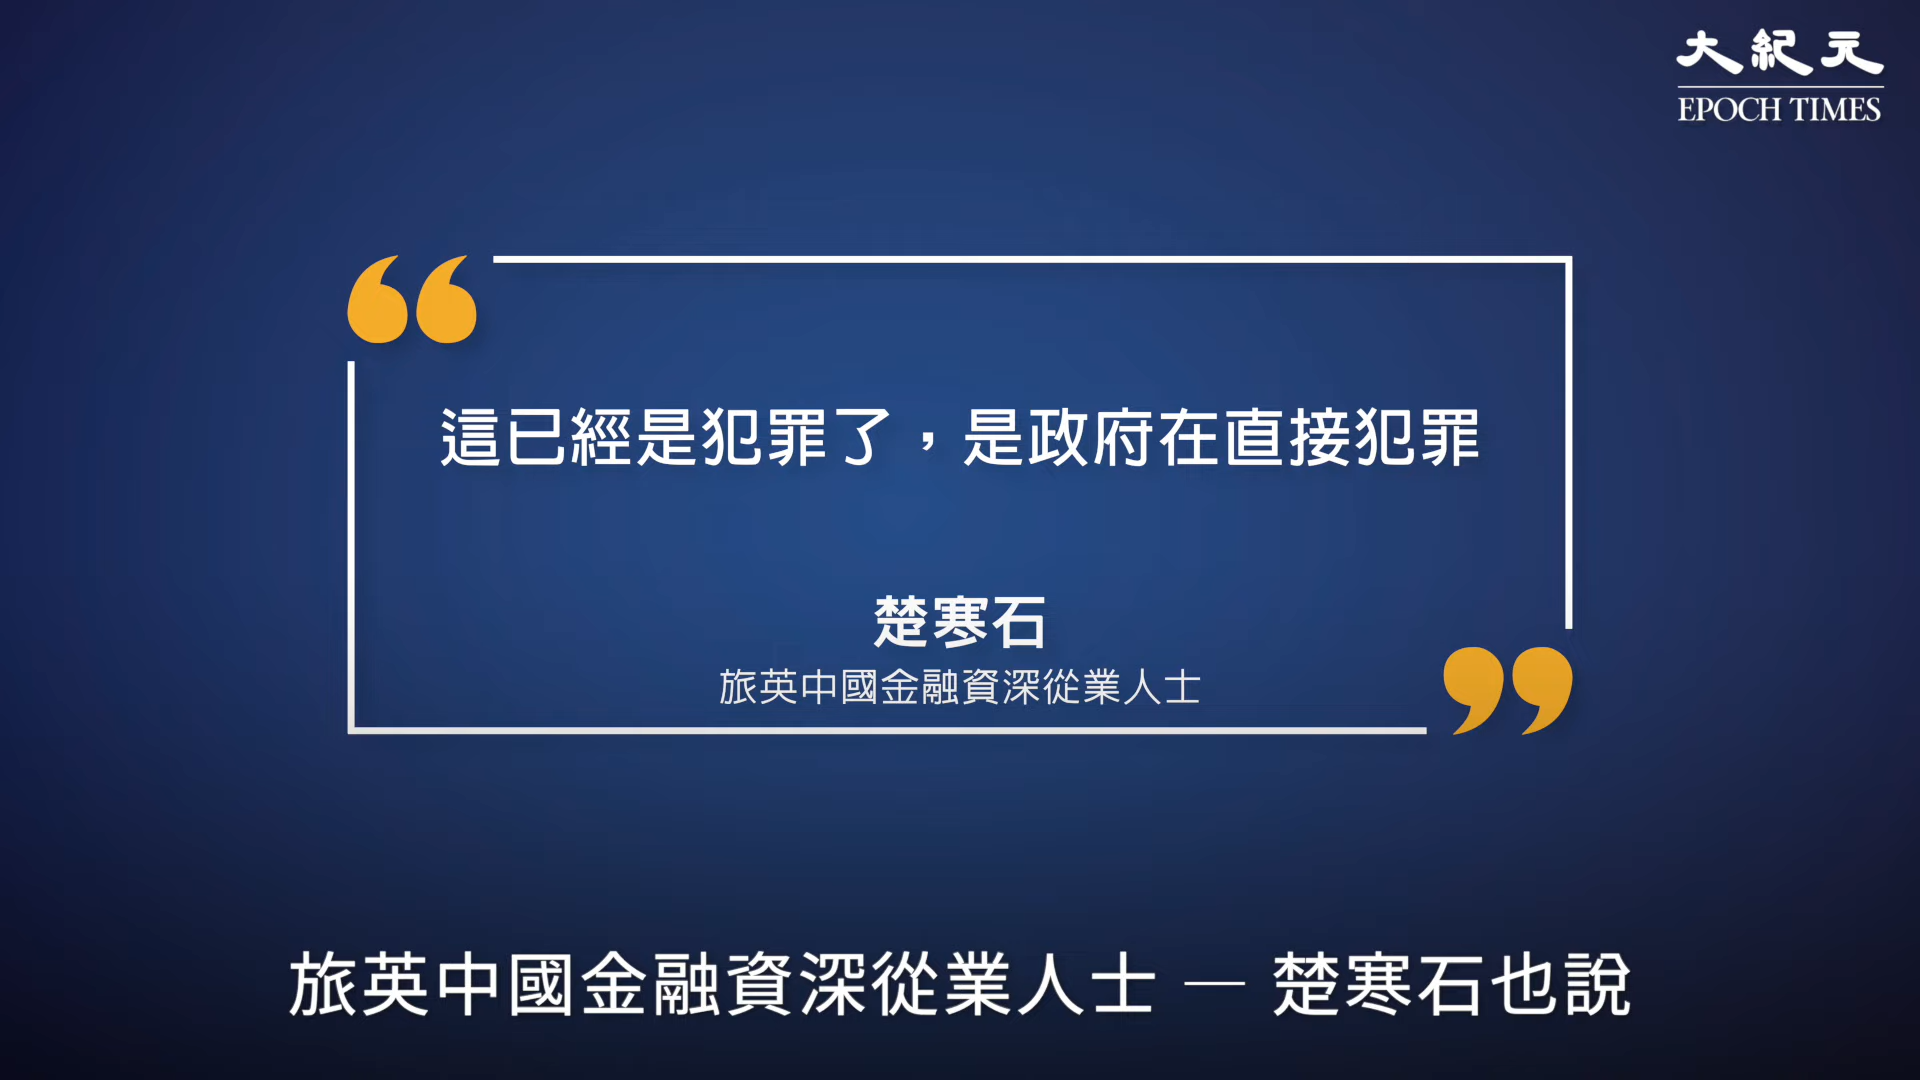 大紀元
EPOCH TIMES
這已經是犯罪了，是政府在直接犯罪
楚寒石
旅英中國金融資深從業人士
旅英中國金融資深從業人士 — 楚寒石也說